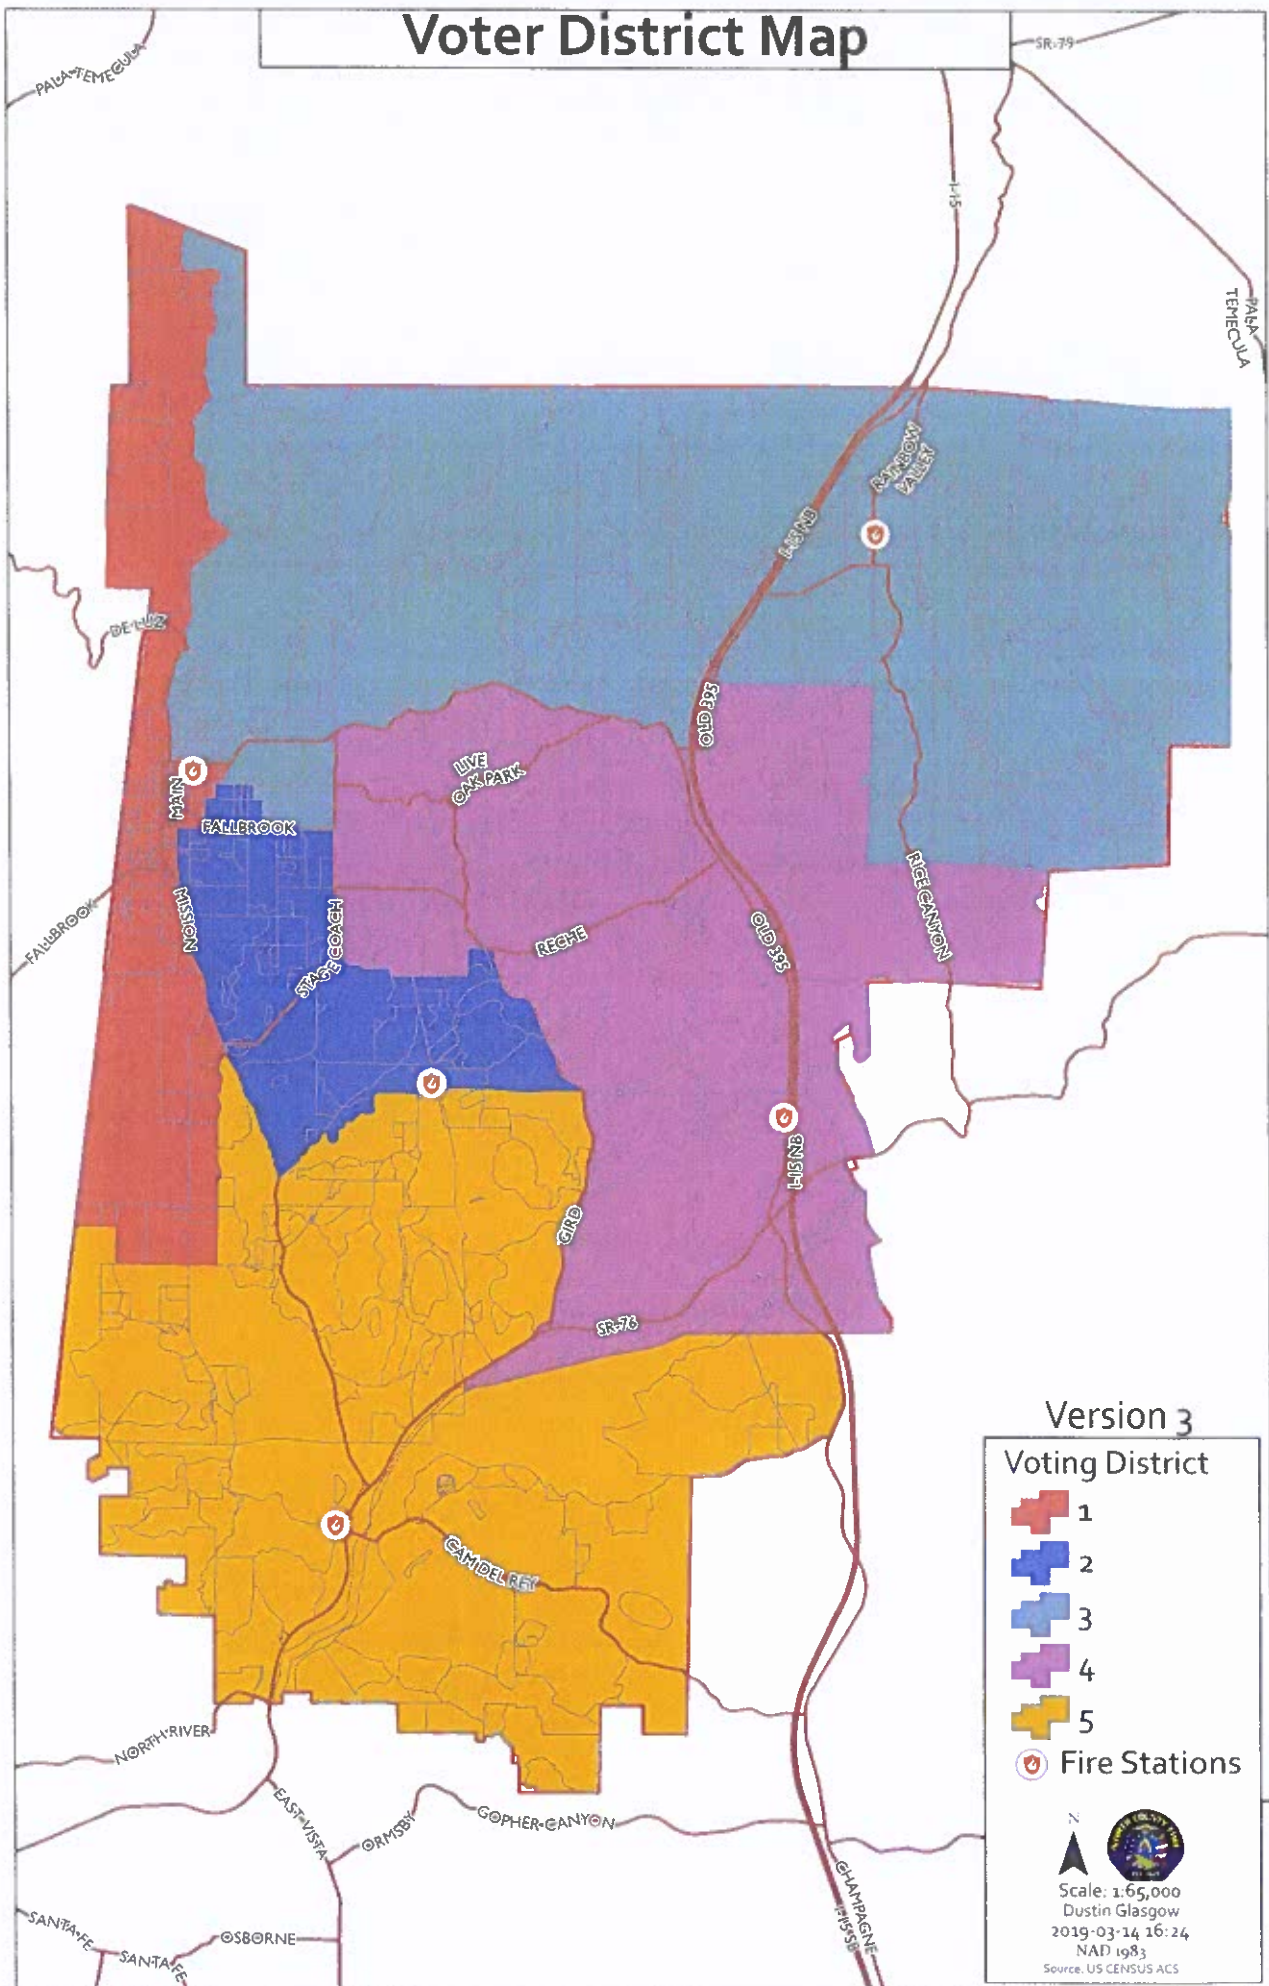 Voter District Map
SR-79
PALA-TEMECULA
I-15
PALA
TEMECULA
RAINBOW
VALLEY
I-15 NB
DE LUZ
OLD 395
LIVE
OAK PARK
MAIN
FALLBROOK
RICE CANYON
MISSION
STAGE COACH
FALLBROOK
RECHE
OLD 395
I-15 NB
GIRD
SR-76
CAM DEL REY
NORTH RIVER
EAST VISTA
ORMSBY
GOPHER CANYON
CHAMPAGNE
I-15 SB
SANTA FE
SANTA FE
OSBORNE
Version 3
Voting District
1
2
3
4
5
Fire Stations
N
NORTH COUNTY FIRE
Scale: 1:65,000
Dustin Glasgow
2019-03-14 16:24
NAD 1983
Source: US CENSUS ACS